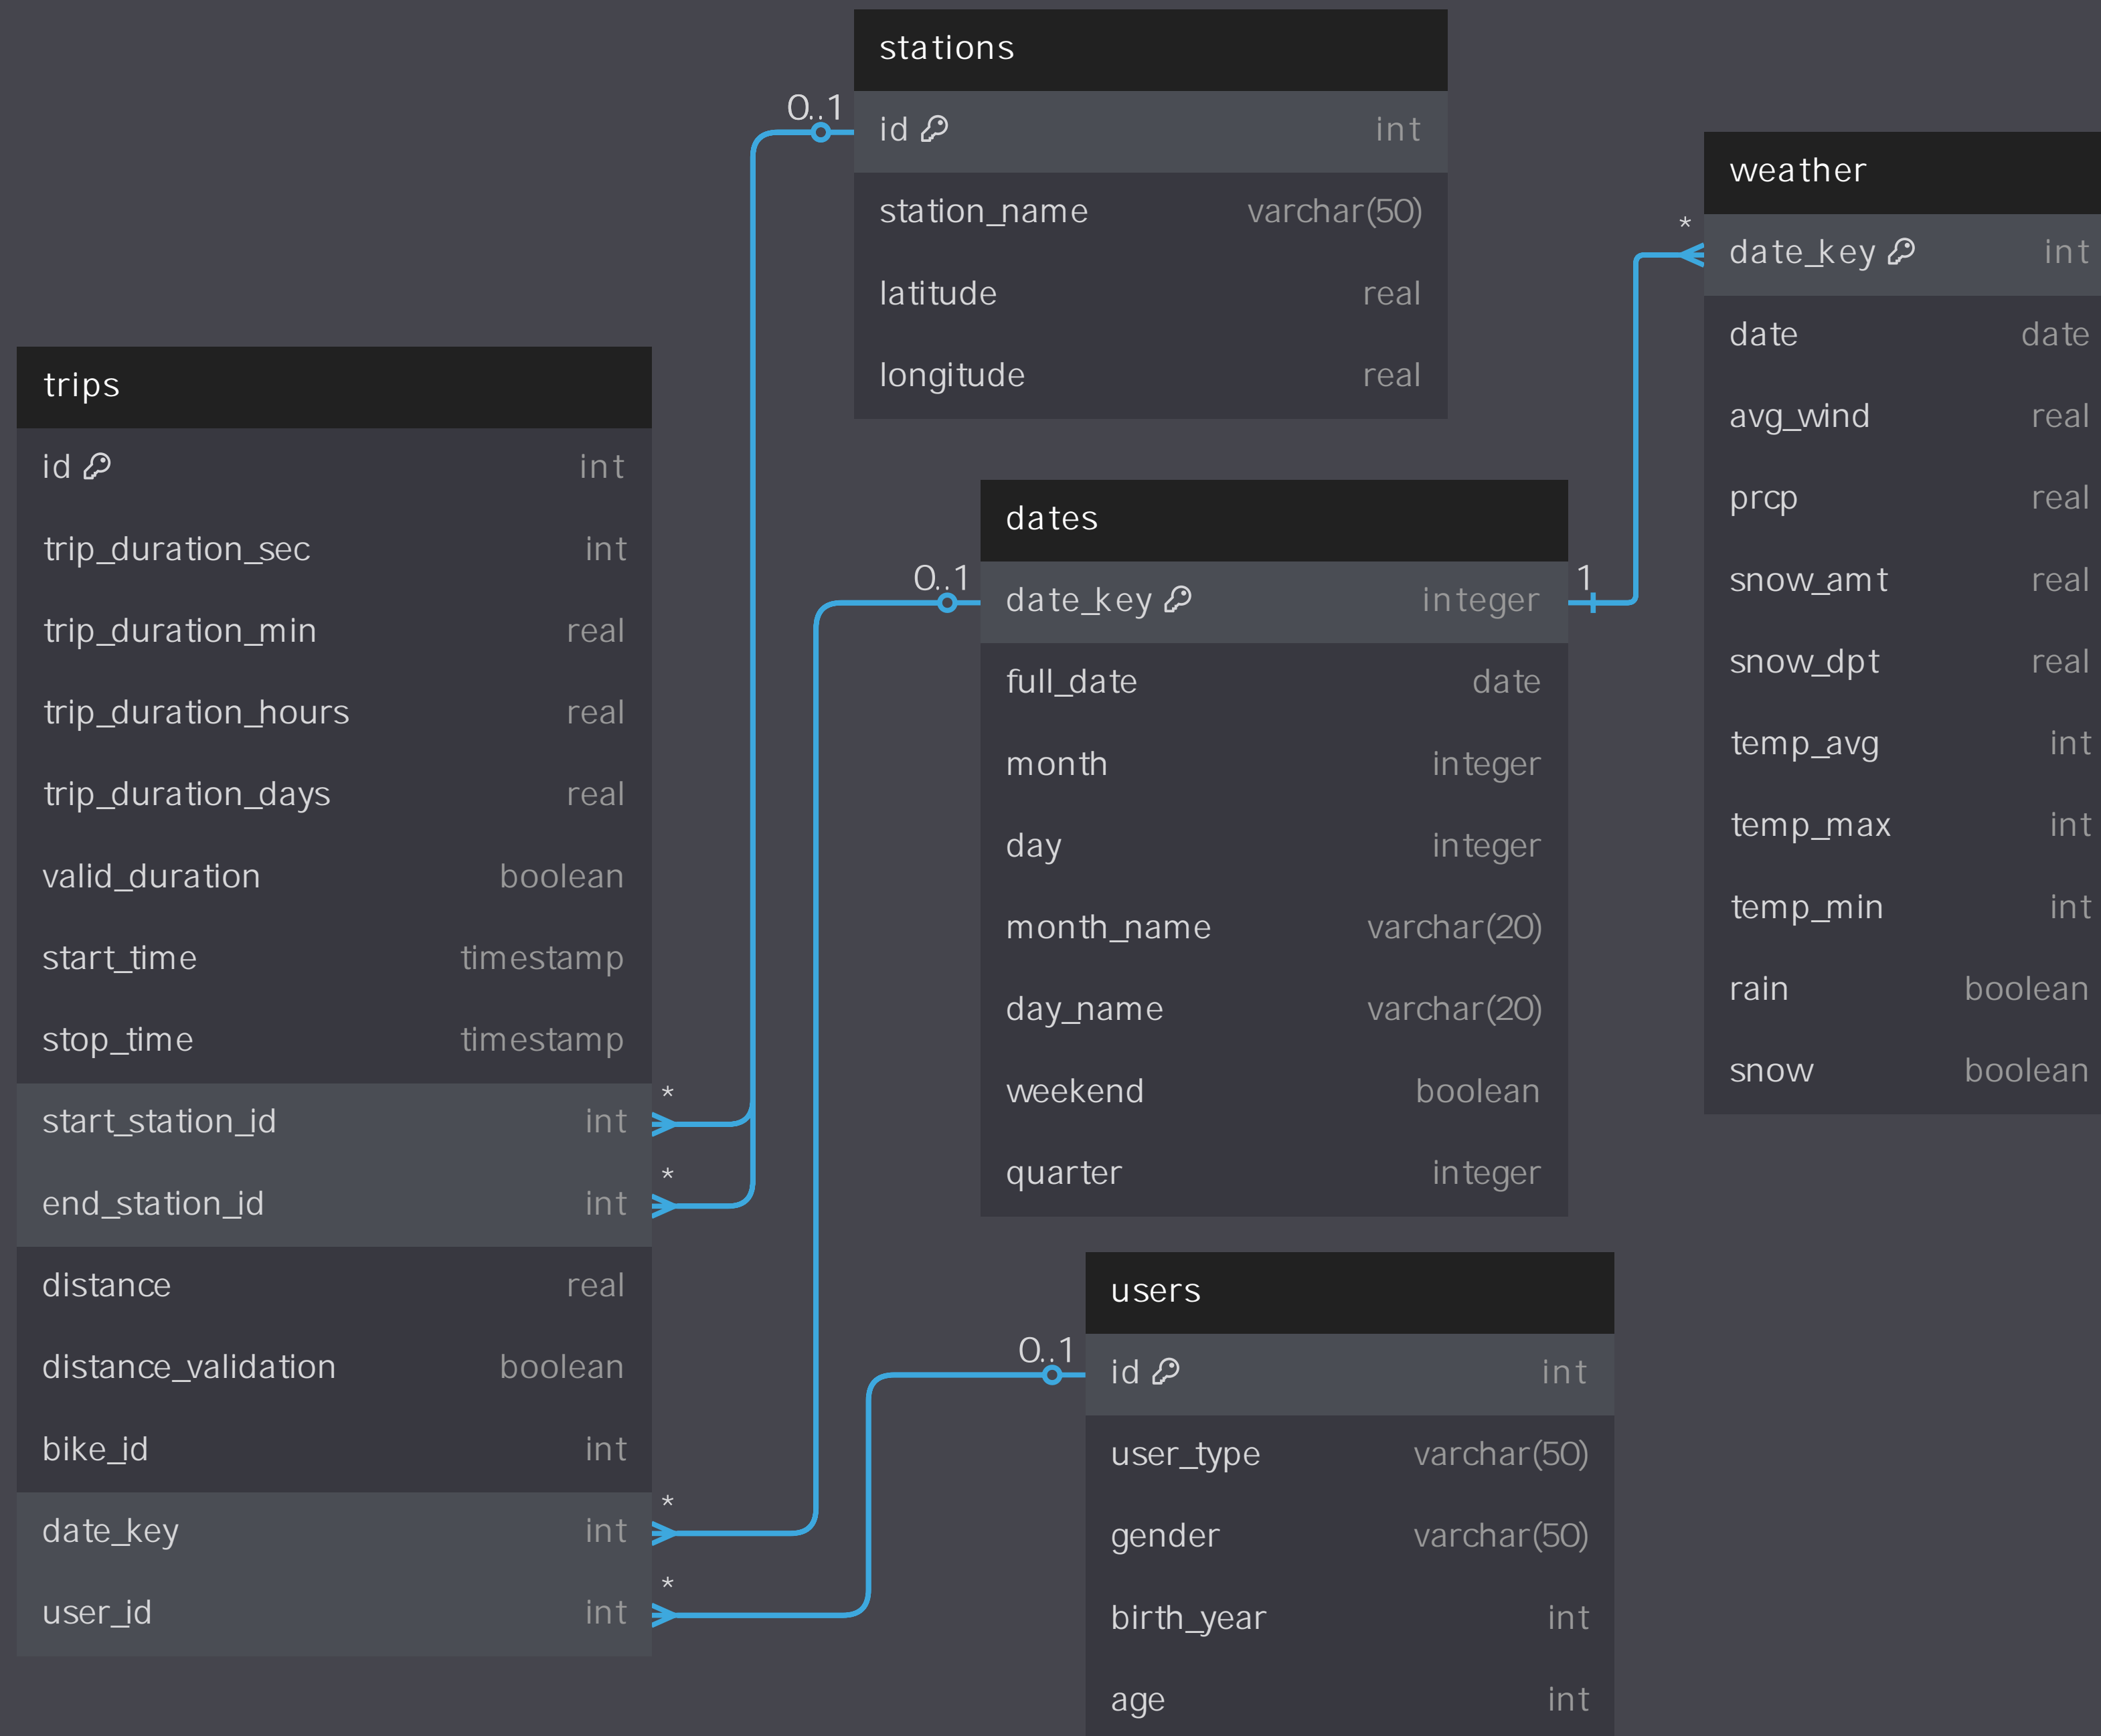 stations
0..1
id int
station_name varchar(50)
latitude real
longitude real
weather
*
date_key int
date date
avg_wind real
prcp real
snow_amt real
snow_dpt real
temp_avg int
temp_max int
temp_min int
rain boolean
snow boolean
trips
id int
trip_duration_sec int
trip_duration_min real
trip_duration_hours real
trip_duration_days real
valid_duration boolean
start_time timestamp
stop_time timestamp
start_station_id int *
end_station_id int *
distance real
distance_validation boolean
bike_id int
date_key int *
user_id int *
dates
0..1
date_key integer 1
full_date date
month integer
day integer
month_name varchar(20)
day_name varchar(20)
weekend boolean
quarter integer
users
0..1
id int
user_type varchar(50)
gender varchar(50)
birth_year int
age int